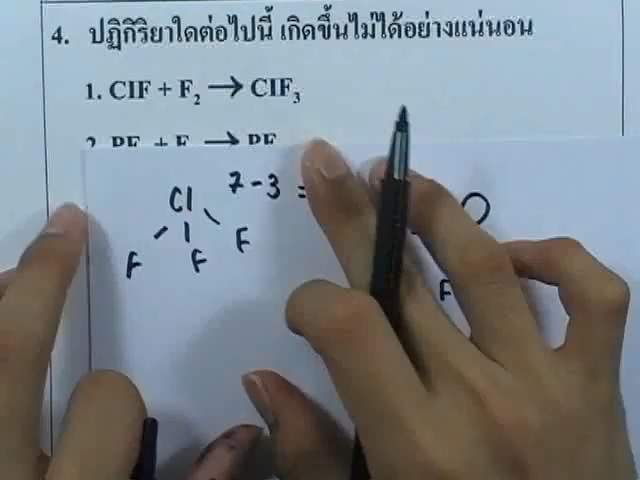 4. ปฏิกิริยาใดต่อไปนี้ เกิดขึ้นไม่ได้อย่างแน่นอน
1. ClF + F₂ → ClF₃
Cl 7-3 =
F F F
F